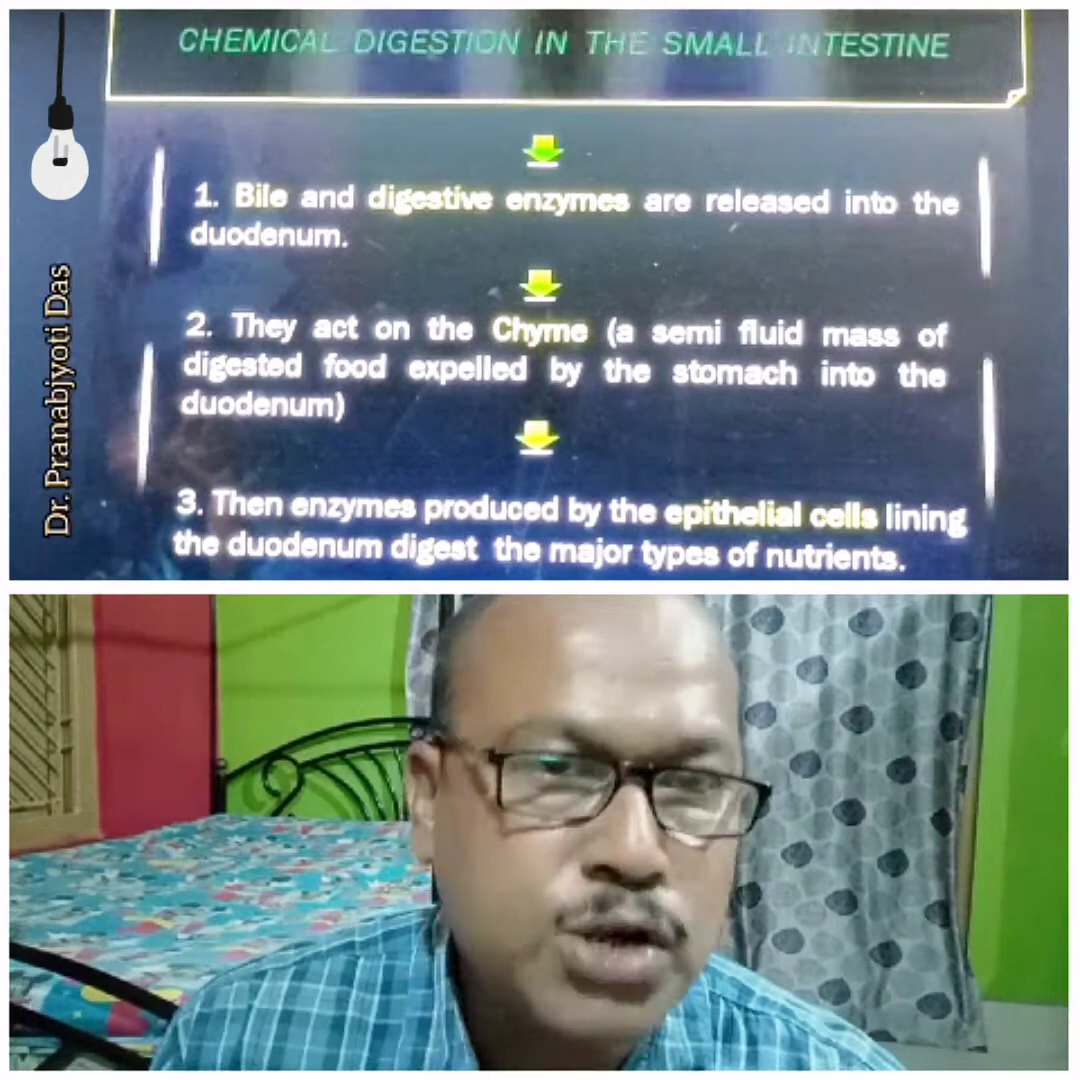 CHEMICAL DIGESTION IN THE SMALL INTESTINE
1. Bile and digestive enzymes are released into the
duodenum.
2. They act on the Chyme (a semi fluid mass of
digested food expelled by the stomach into the
duodenum)
3. Then enzymes produced by the epithelial cells lining
the duodenum digest the major types of nutrients.
Dr. Pranabjyoti Das